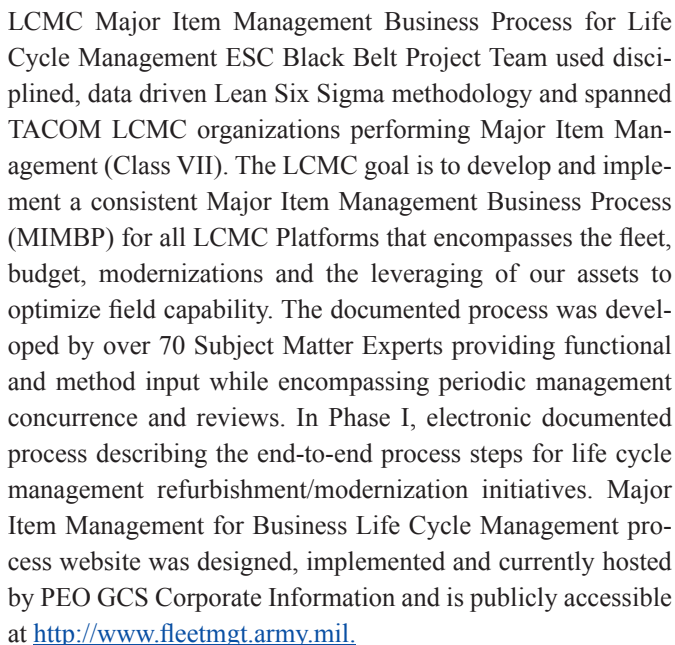 LCMC Major Item Management Business Process for Life
Cycle Management ESC Black Belt Project Team used disci-
plined, data driven Lean Six Sigma methodology and spanned
TACOM LCMC organizations performing Major Item Man-
agement (Class VII). The LCMC goal is to develop and imple-
ment a consistent Major Item Management Business Process
(MIMBP) for all LCMC Platforms that encompasses the fleet,
budget, modernizations and the leveraging of our assets to
optimize field capability. The documented process was devel-
oped by over 70 Subject Matter Experts providing functional
and method input while encompassing periodic management
concurrence and reviews. In Phase I, electronic documented
process describing the end-to-end process steps for life cycle
management refurbishment/modernization initiatives. Major
Item Management for Business Life Cycle Management pro-
cess website was designed, implemented and currently hosted
by PEO GCS Corporate Information and is publicly accessible
at http://www.fleetmgt.army.mil.